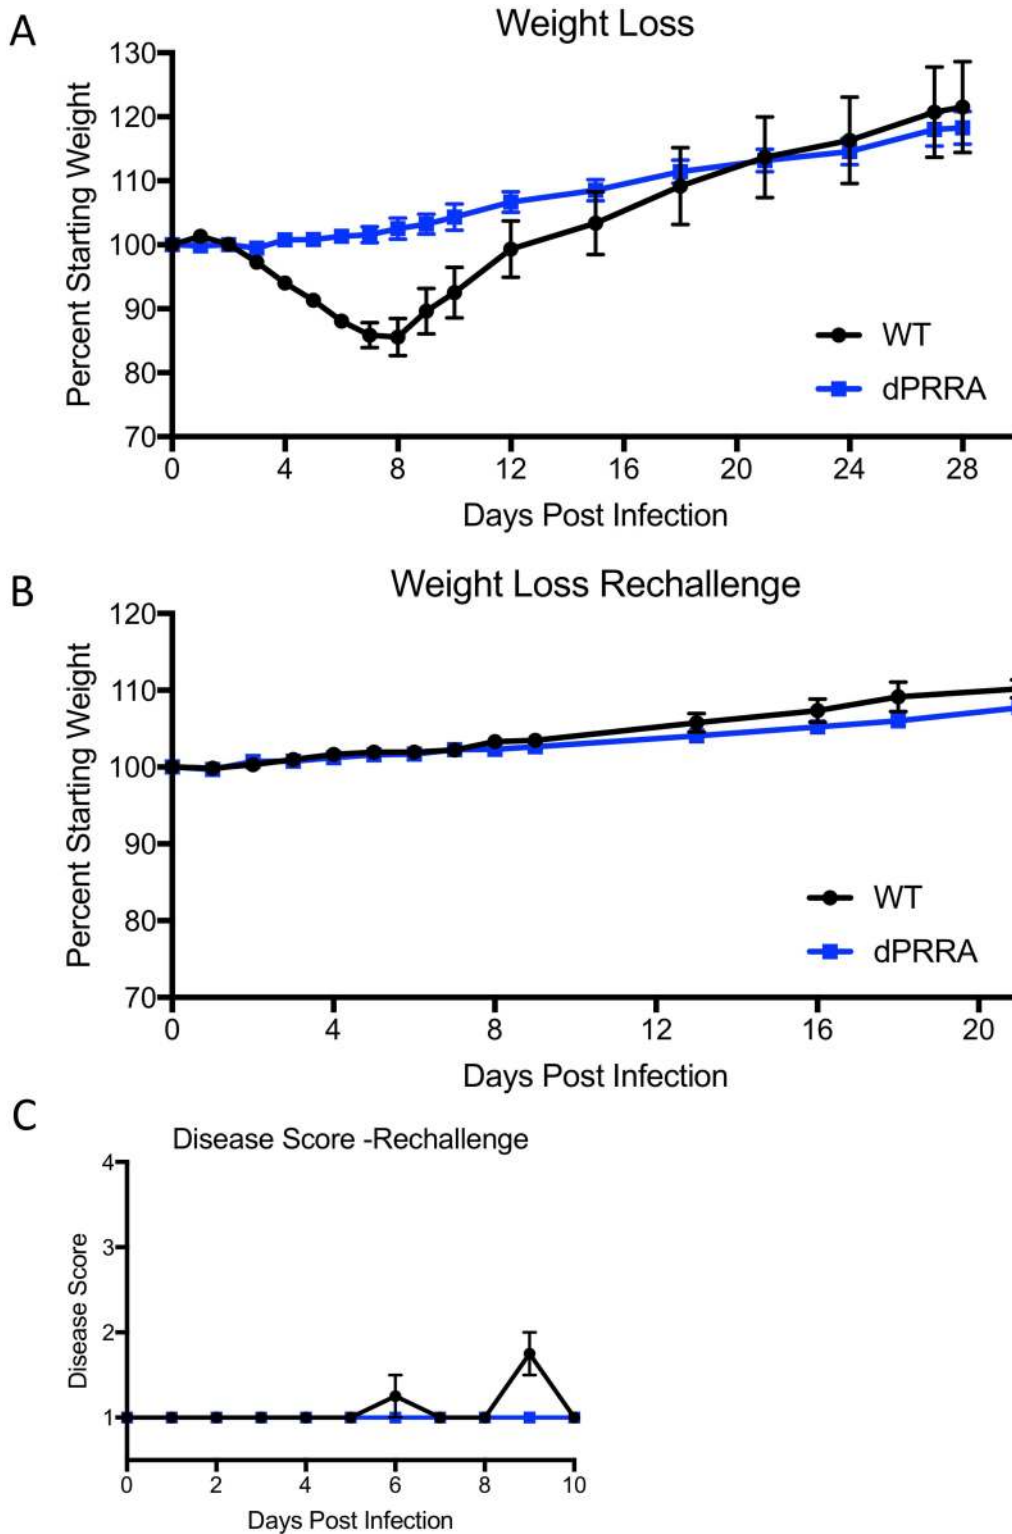 A
Weight Loss
130
120
110
100
90
80
70
Percent Starting Weight
WT
dPRRA
0 4 8 12 16 20 24 28
Days Post Infection
B
Weight Loss Rechallenge
120
110
100
90
80
70
Percent Starting Weight
WT
dPRRA
0 4 8 12 16 20
Days Post Infection
C
Disease Score -Rechallenge
4
3
2
1
Disease Score
0 2 4 6 8 10
Days Post Infection